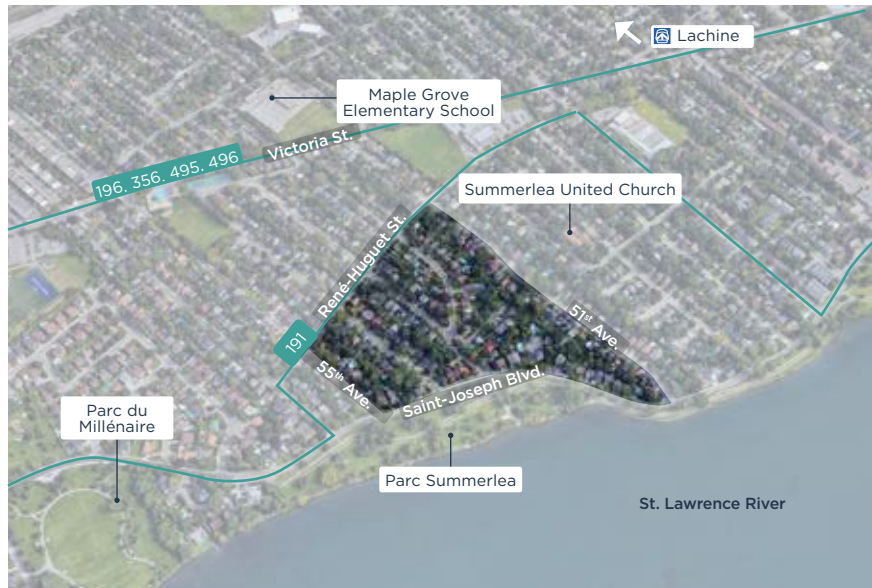 Lachine
Maple Grove
Elementary School
Victoria St.
196. 356. 495. 496
Summerlea United Church
René-Huguet St.
191
51st Ave.
55th Ave.
Saint-Joseph Blvd.
Parc du
Millénaire
Parc Summerlea
St. Lawrence River